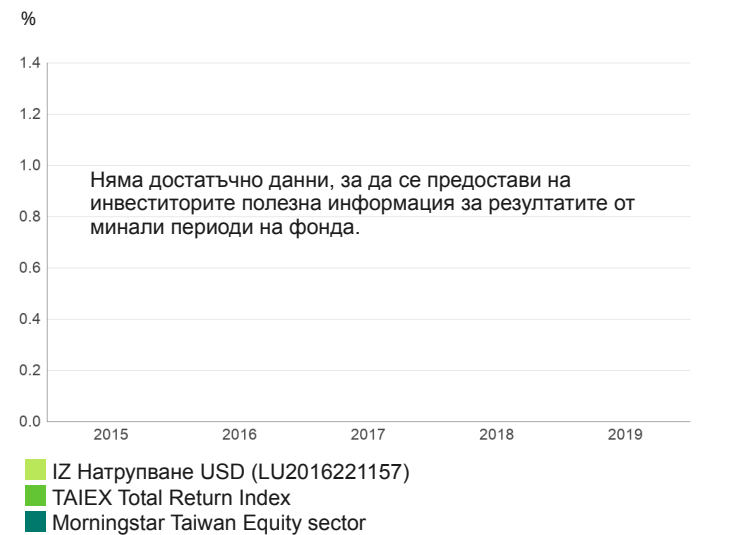 %
1.4
1.2
1.0
Няма достатъчно данни, за да се предостави на
инвеститорите полезна информация за резултатите от
минали периоди на фонда.
0.8
0.6
0.4
0.2
0.0
2015 2016 2017 2018 2019
IZ Натрупване USD (LU2016221157)
TAIEX Total Return Index
Morningstar Taiwan Equity sector